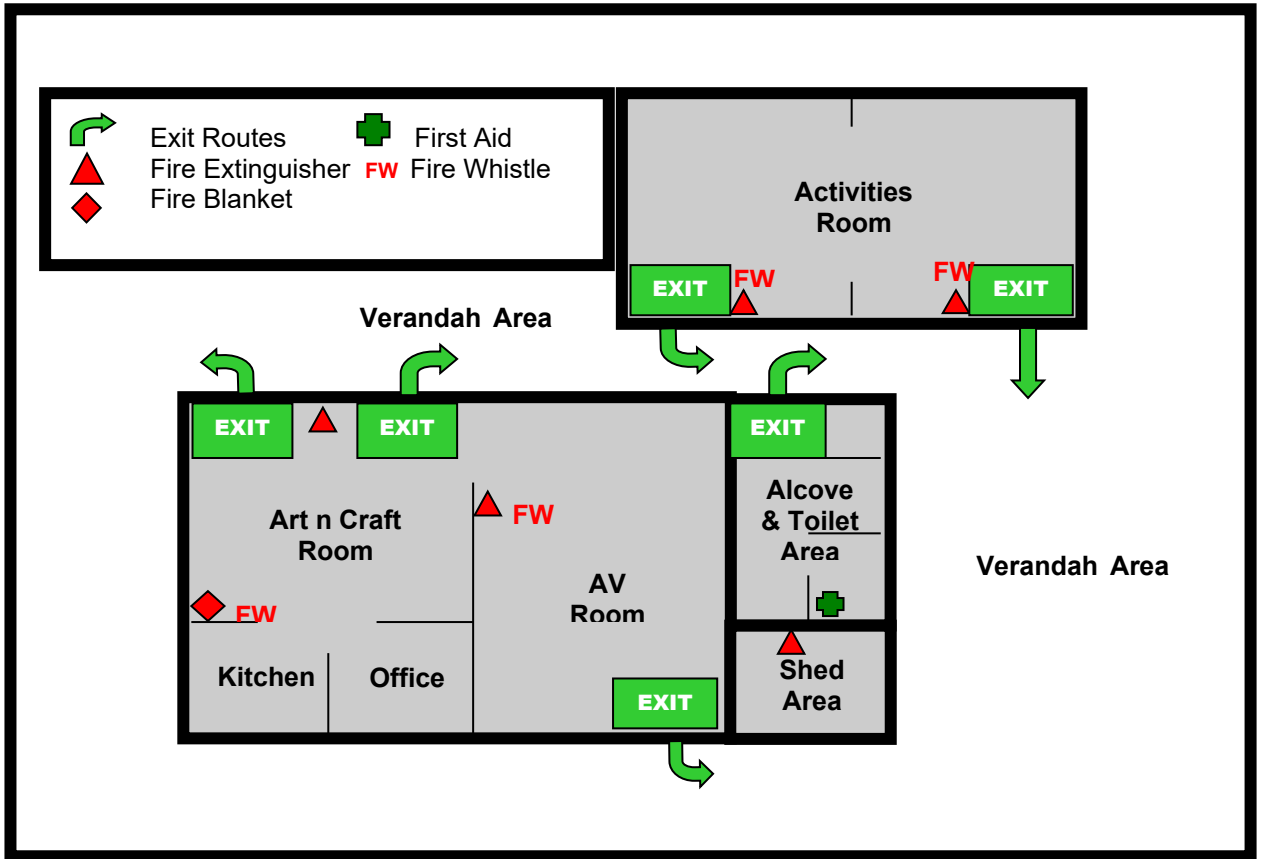 Exit Routes First Aid
Fire Extinguisher FW Fire Whistle
Fire Blanket
Activities
Room
EXIT FW FW EXIT
Verandah Area
EXIT EXIT EXIT
Alcove
& Toilet
Area
Art n Craft
Room
FW
AV
Room
Verandah Area
FW
Kitchen Office
Shed
Area
EXIT